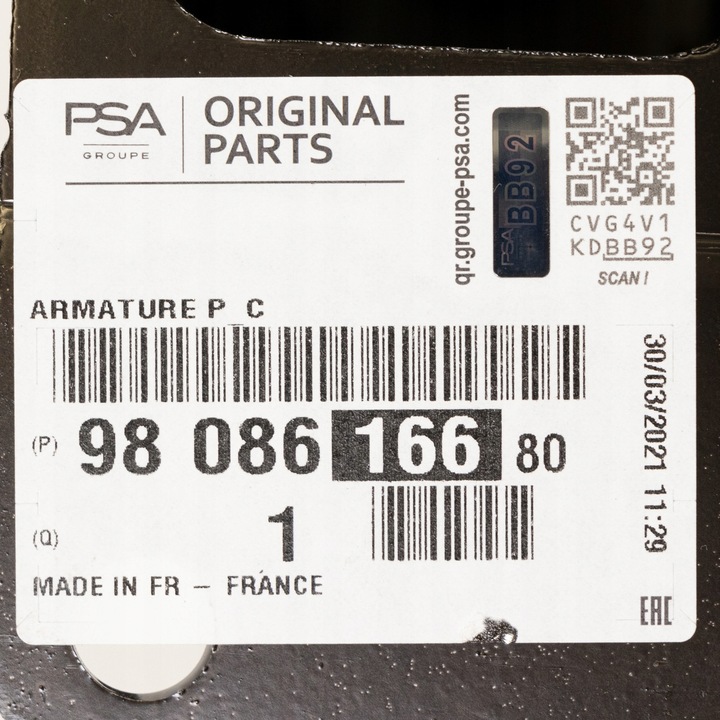 PSA
GROUPE
ORIGINAL
PARTS
qr.groupe-psa.com
PSA BB92
CVG4V1
KDBB92
SCAN!
ARMATURE P C
(P) 98 086 166 80
(Q) 1
MADE IN FR – FRANCE
30/03/2021 11:29
EAC